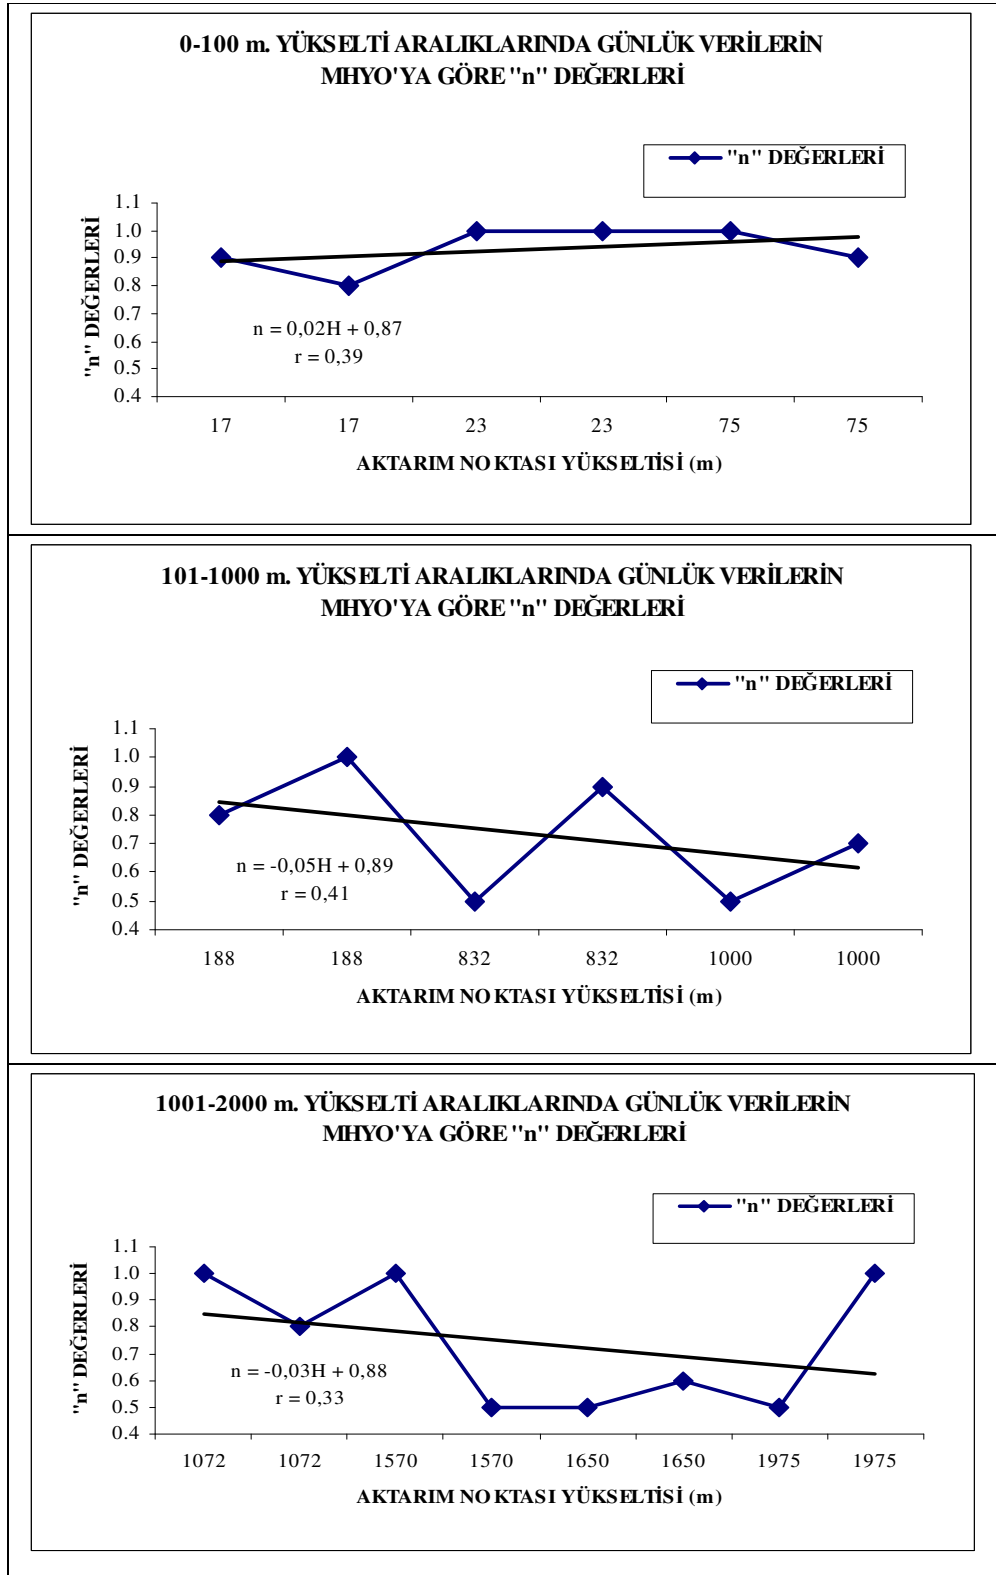 0-100 m. YÜKSELTİ ARALIKLARINDA GÜNLÜK VERİLERİN
MHYO'YA GÖRE "n" DEĞERLERİ
"n" DEĞERLERİ
"n" DEĞERLERİ
1.1
1.0
0.9
0.8
0.7
0.6
0.5
0.4
n = 0,02H + 0,87
r = 0,39
17 17 23 23 75 75
AKTARIM NOKTASI YÜKSELTİSİ (m)
101-1000 m. YÜKSELTİ ARALIKLARINDA GÜNLÜK VERİLERİN
MHYO'YA GÖRE "n" DEĞERLERİ
"n" DEĞERLERİ
"n" DEĞERLERİ
1.1
1.0
0.9
0.8
0.7
0.6
0.5
0.4
n = -0,05H + 0,89
r = 0,41
188 188 832 832 1000 1000
AKTARIM NOKTASI YÜKSELTİSİ (m)
1001-2000 m. YÜKSELTİ ARALIKLARINDA GÜNLÜK VERİLERİN
MHYO'YA GÖRE "n" DEĞERLERİ
"n" DEĞERLERİ
"n" DEĞERLERİ
1.1
1.0
0.9
0.8
0.7
0.6
0.5
0.4
n = -0,03H + 0,88
r = 0,33
1072 1072 1570 1570 1650 1650 1975 1975
AKTARIM NOKTASI YÜKSELTİSİ (m)